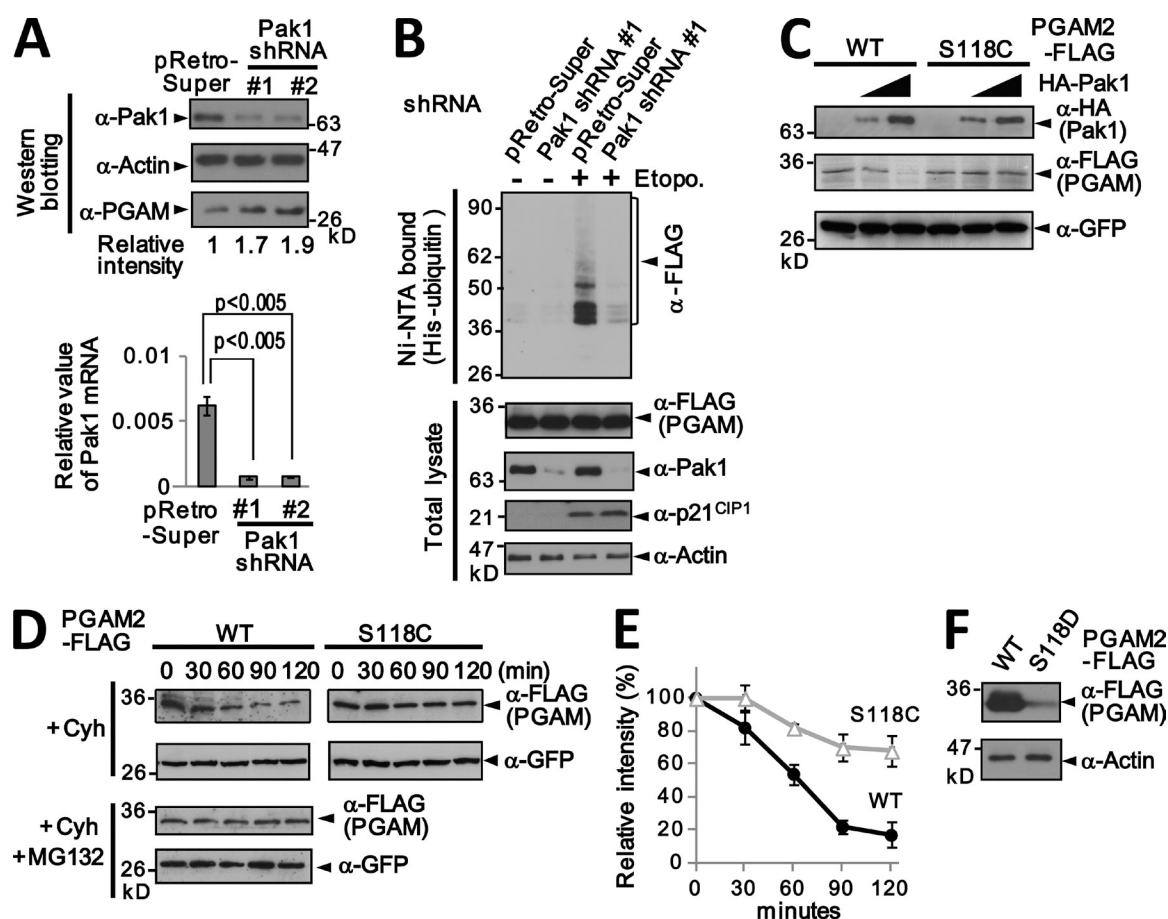 A
Pak1
shRNA
pRetro-
Super
#1
#2
α-Pak1
63
47
α-Actin
α-PGAM
26
kD
Western
blotting
Relative
intensity
1 1.7 1.9
p<0.005
p<0.005
0.01
0.005
0
Relative value
of Pak1 mRNA
pRetro
-Super
#1 #2
Pak1
shRNA
B
shRNA
pRetro-Super
Pak1 shRNA #1
pRetro-Super
Pak1 shRNA #1
- - + + Etopo.
90
62
50
36
26
Ni-NTA bound
(His-ubiquitin)
α-FLAG
36
α-FLAG
(PGAM)
63
α-Pak1
21
α-p21CIP1
47
kD
α-Actin
Total lysate
C
WT S118C
PGAM2
-FLAG
HA-Pak1
63
α-HA
(Pak1)
36
α-FLAG
(PGAM)
26
kD
α-GFP
D
PGAM2
-FLAG
WT S118C
0 30 60 90 120 0 30 60 90 120 (min)
+Cyh
36
α-FLAG
(PGAM)
26
α-GFP
+Cyh
+MG132
36
α-FLAG
(PGAM)
26
kD
α-GFP
E
Relative intensity (%)
100
80
60
40
20
0
S118C
WT
0 30 60 90 120
minutes
F
WT
S118D
PGAM2
-FLAG
36
α-FLAG
(PGAM)
47
kD
α-Actin